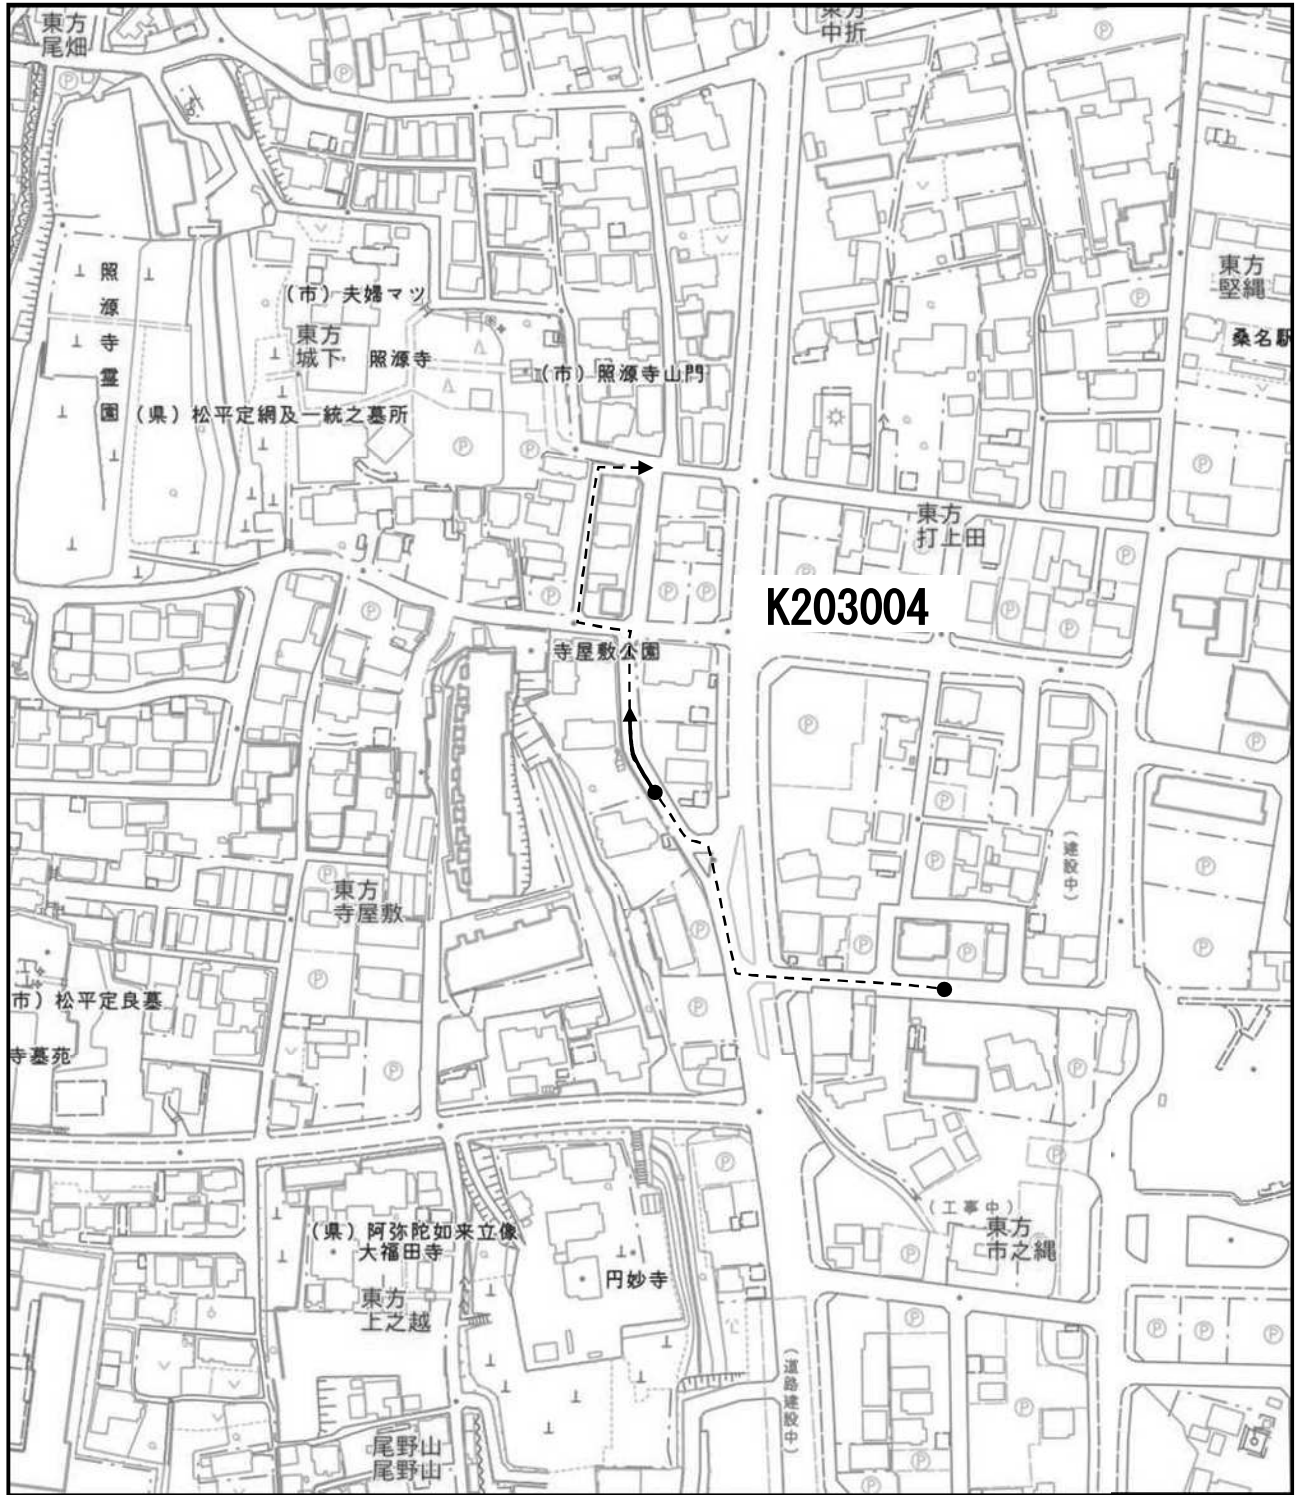 東方
尾畑
東方
中折
東方
堅縄
桑名駅
(市)夫婦マツ
東方
城下
照源寺
照源寺霊園
(市)照源寺山門
(県)松平定綱及一統之墓所
東方
打上田
K203004
寺屋敷公園
(建設中)
東方
寺屋敷
市)松平定良墓
寺墓苑
(工事中)
東方
市之縄
(県)阿弥陀如来立像
大福田寺
円妙寺
東方
上之越
(道路建設中)
尾野山
尾野山